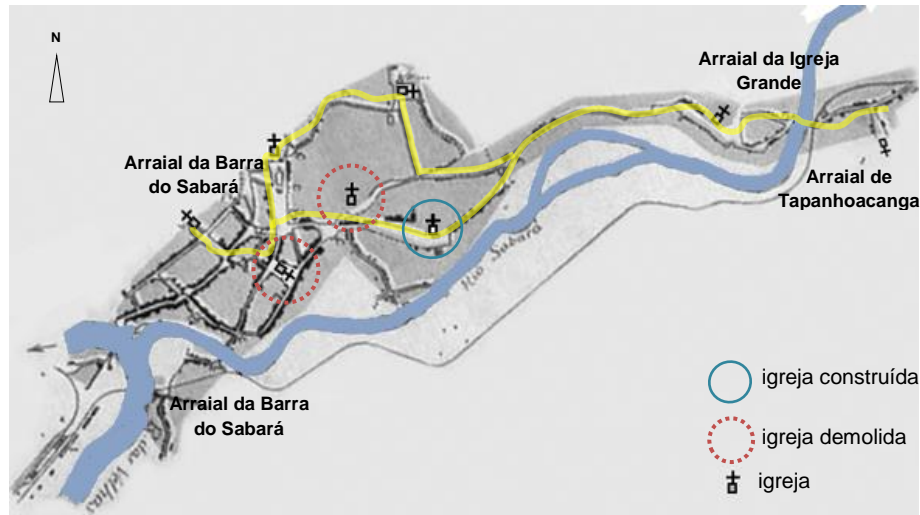 N
Arraial da Igreja
Grande
Arraial da Barra
do Sabará
Arraial de
Tapanhoacanga
Rio Sabará
Arraial da Barra
do Sabará
das Velhas
igreja construída
igreja demolida
igreja